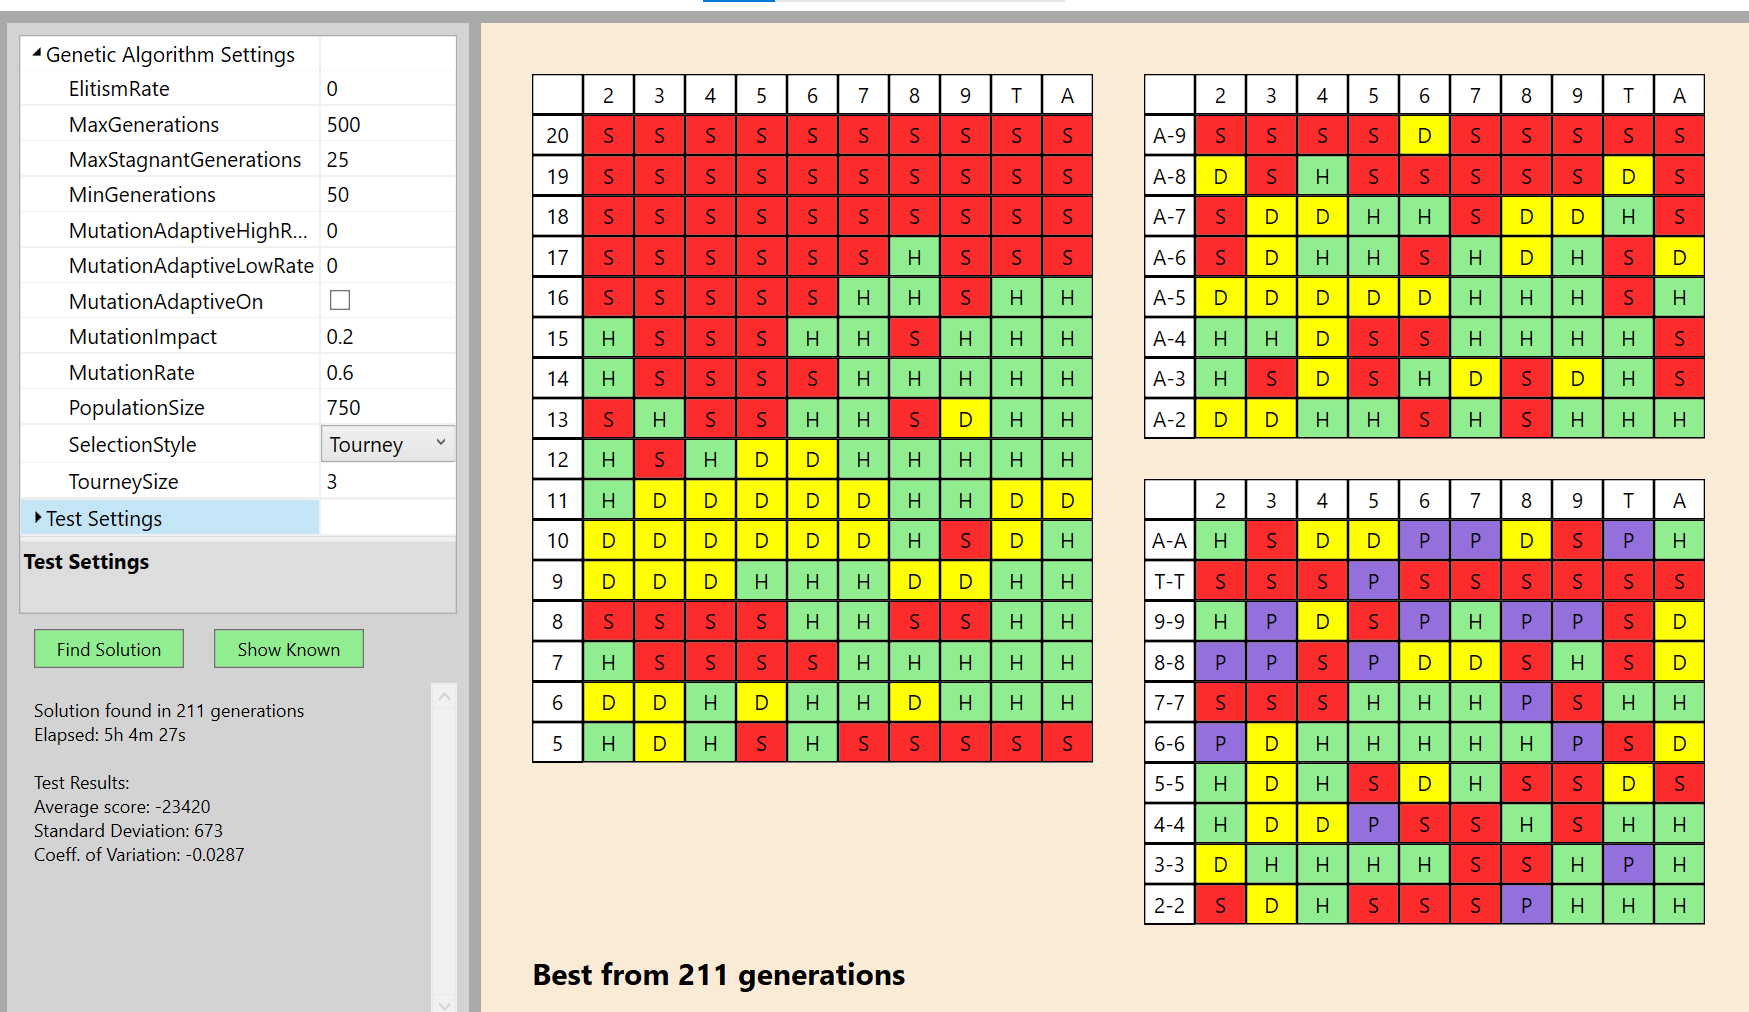 Genetic Algorithm Settings
ElitismRate 0
MaxGenerations 500
MaxStagnantGenerations 25
MinGenerations 50
MutationAdaptiveHighR... 0
MutationAdaptiveLowRate 0
MutationAdaptiveOn
MutationImpact 0.2
MutationRate 0.6
PopulationSize 750
SelectionStyle Tourney
TourneySize 3
Test Settings
Test Settings
Find Solution Show Known
Solution found in 211 generations
Elapsed: 5h 4m 27s
Test Results:
Average score: -23420
Standard Deviation: 673
Coeff. of Variation: -0.0287
2 3 4 5 6 7 8 9 T A
20 S S S S S S S S S S
19 S S S S S S S S S S
18 S S S S S S S S S S
17 S S S S S S H S S S
16 S S S S S H H S H H
15 H S S S H H S H H H
14 H S S S S H H H H H
13 S H S S H H S D H H
12 H S H D D H H H H H
11 H D D D D D H H D D
10 D D D D D D H S D H
9 D D D H H H D D H H
8 S S S S H H S S H H
7 H S S S S H H H H H
6 D D H D H H D H H H
5 H D H S H S S S S S
2 3 4 5 6 7 8 9 T A
A-9 S S S S D S S S S S
A-8 D S H S S S S S D S
A-7 S D D H H S D D H S
A-6 S D H H S H D H S D
A-5 D D D D D H H H S H
A-4 H H D S S H H H H S
A-3 H S D S H D S D H S
A-2 D D H H S H S H H H
2 3 4 5 6 7 8 9 T A
A-A H S D D P P D S P H
T-T S S S P S S S S S S
9-9 H P D S P H P P S D
8-8 P P S P D D S H S D
7-7 S S S H H H P S H H
6-6 P D H H H H H P S D
5-5 H D H S D H S S D S
4-4 H D D P S S H S H H
3-3 D H H H H S S H P H
2-2 S D H S S S P H H H
Best from 211 generations